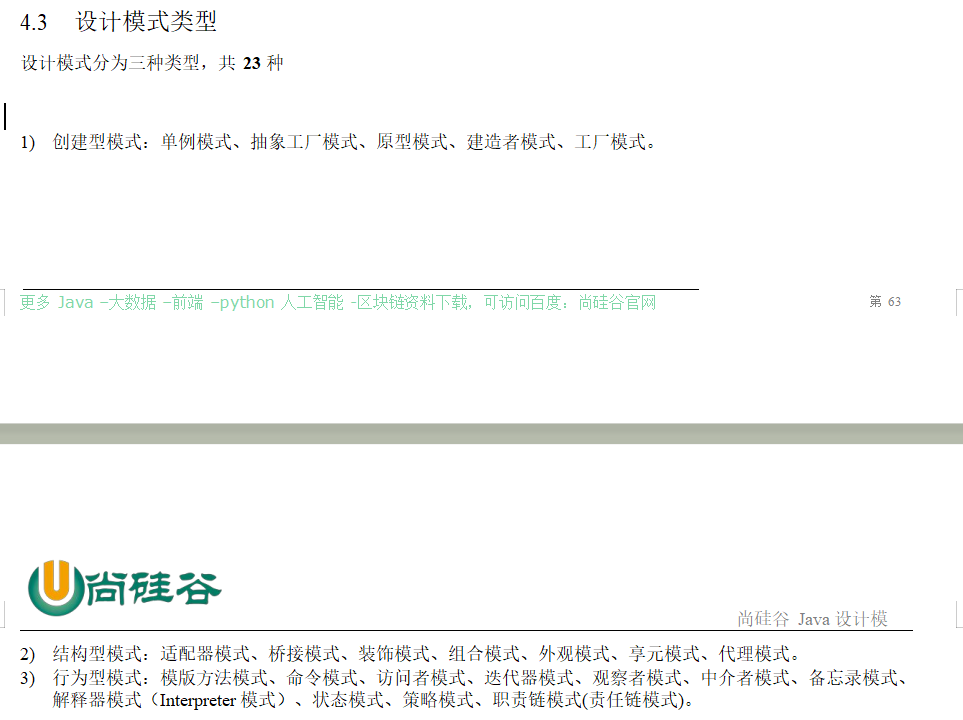 4.3 设计模式类型
设计模式分为三种类型，共 23 种
1) 创建型模式：单例模式、抽象工厂模式、原型模式、建造者模式、工厂模式。
更多 Java –大数据 –前端 –python 人工智能 -区块链资料下载，可访问百度：尚硅谷官网
第 63
尚硅谷
尚硅谷 Java 设计模
2) 结构型模式：适配器模式、桥接模式、装饰模式、组合模式、外观模式、享元模式、代理模式。
3) 行为型模式：模版方法模式、命令模式、访问者模式、迭代器模式、观察者模式、中介者模式、备忘录模式、
解释器模式（Interpreter 模式）、状态模式、策略模式、职责链模式(责任链模式)。